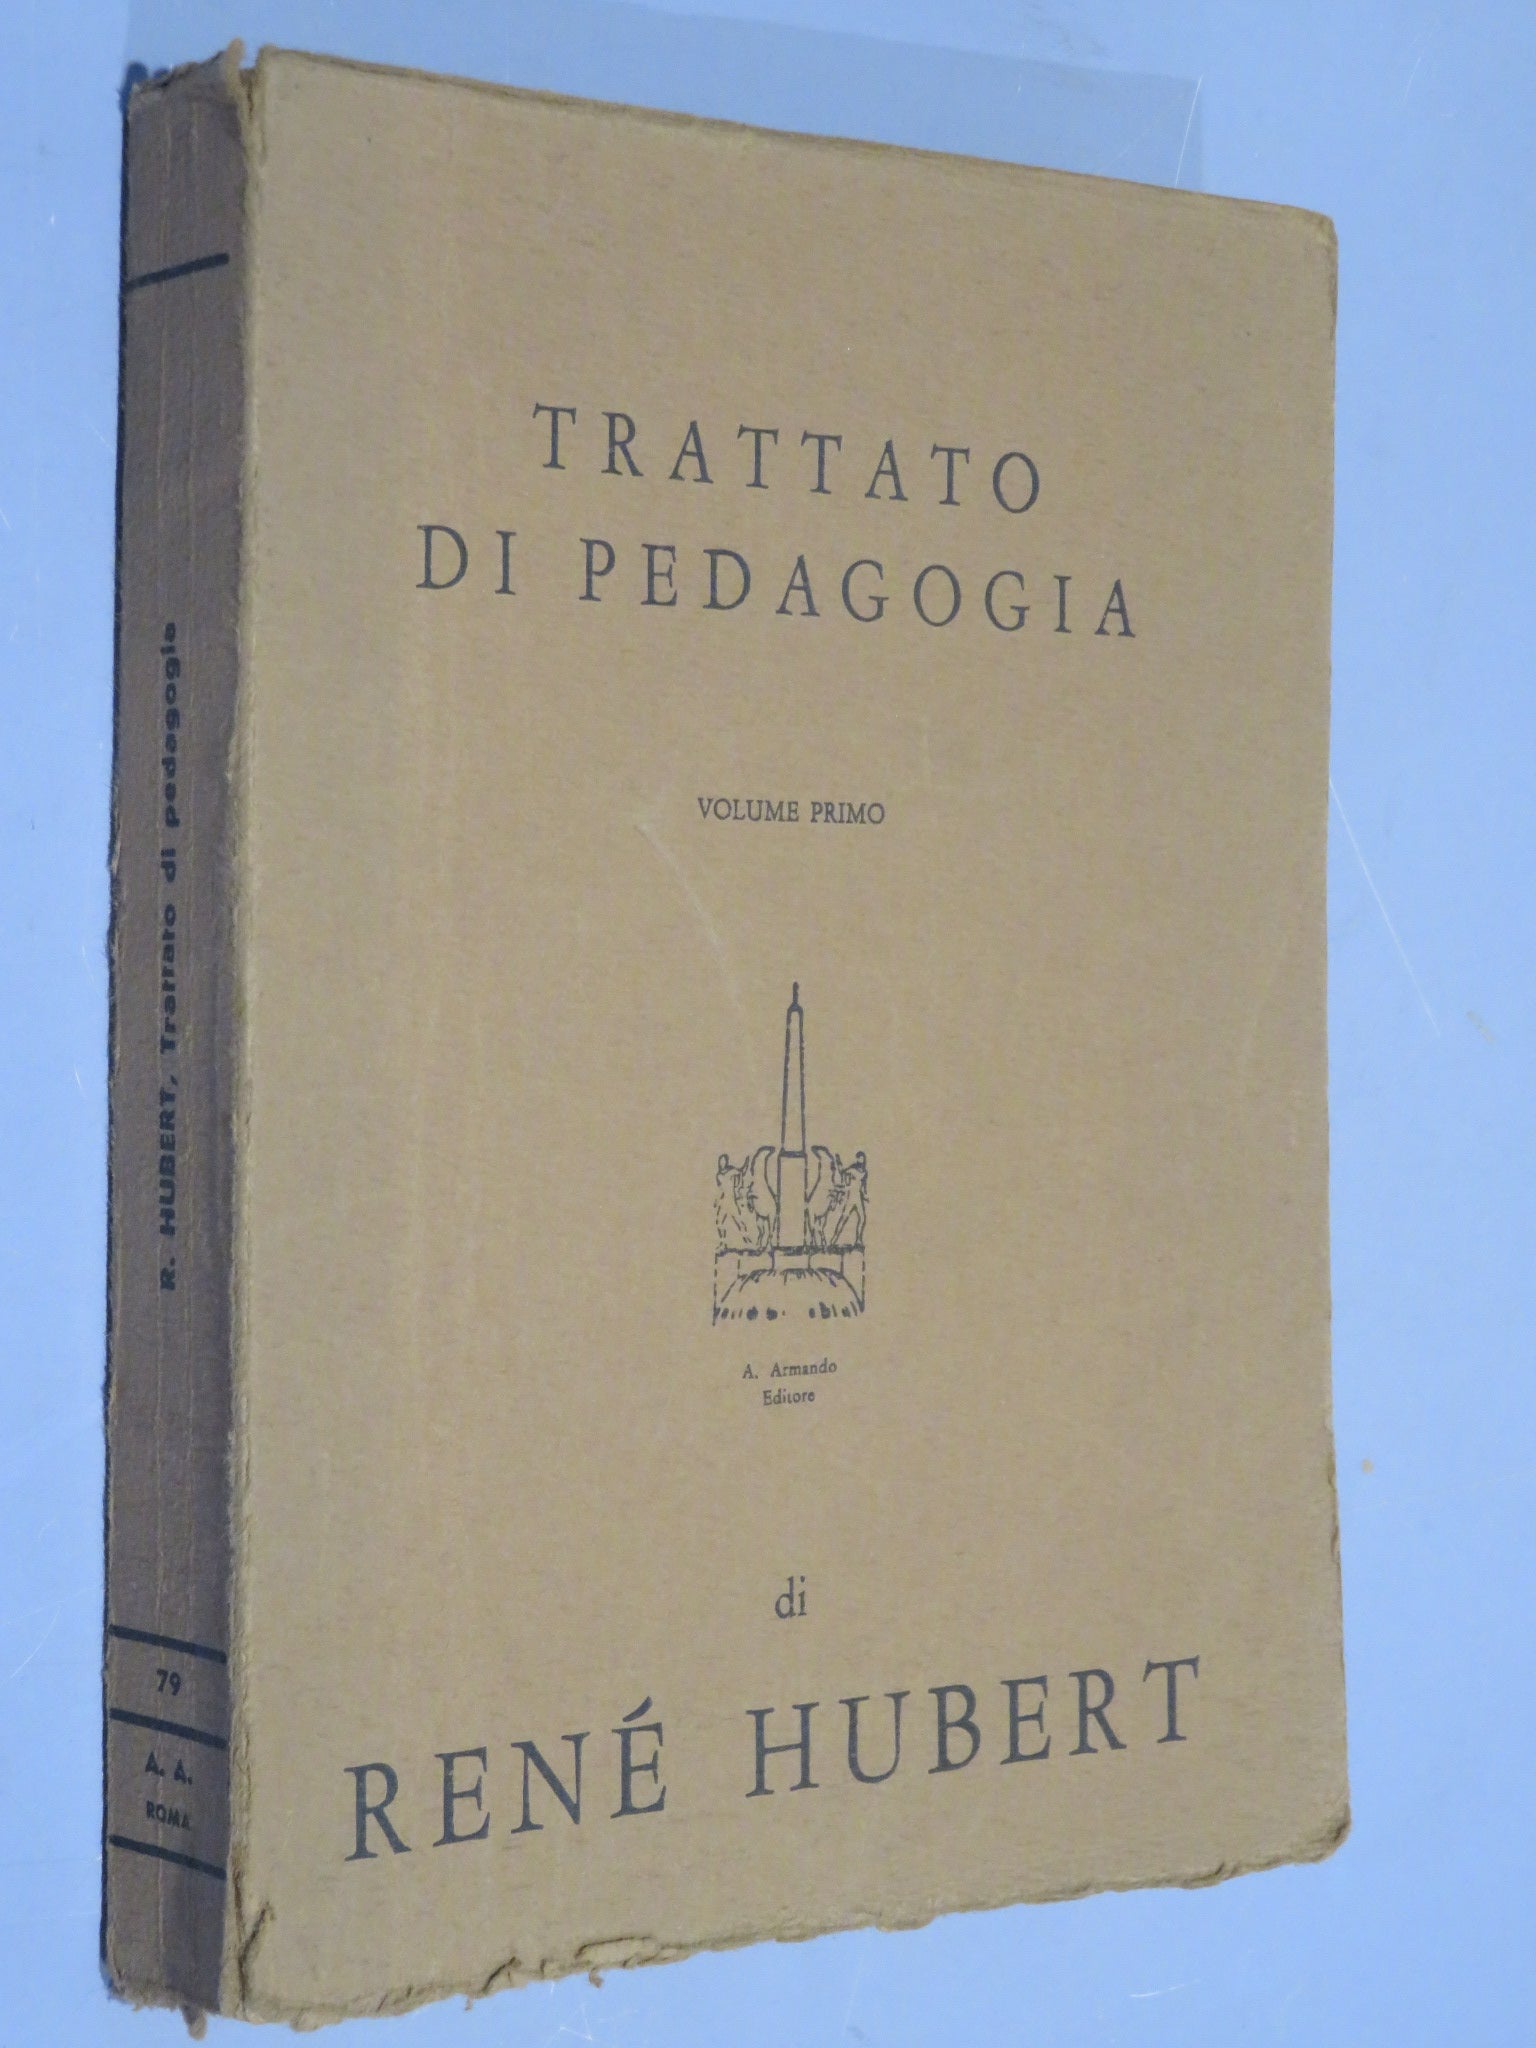 TRATTATO
DI PEDAGOGIA
VOLUME PRIMO
A. Armando
Editore
di
RENÉ HUBERT
R. HUBERT, Trattato di pedagogia
79
A. A.
ROMA